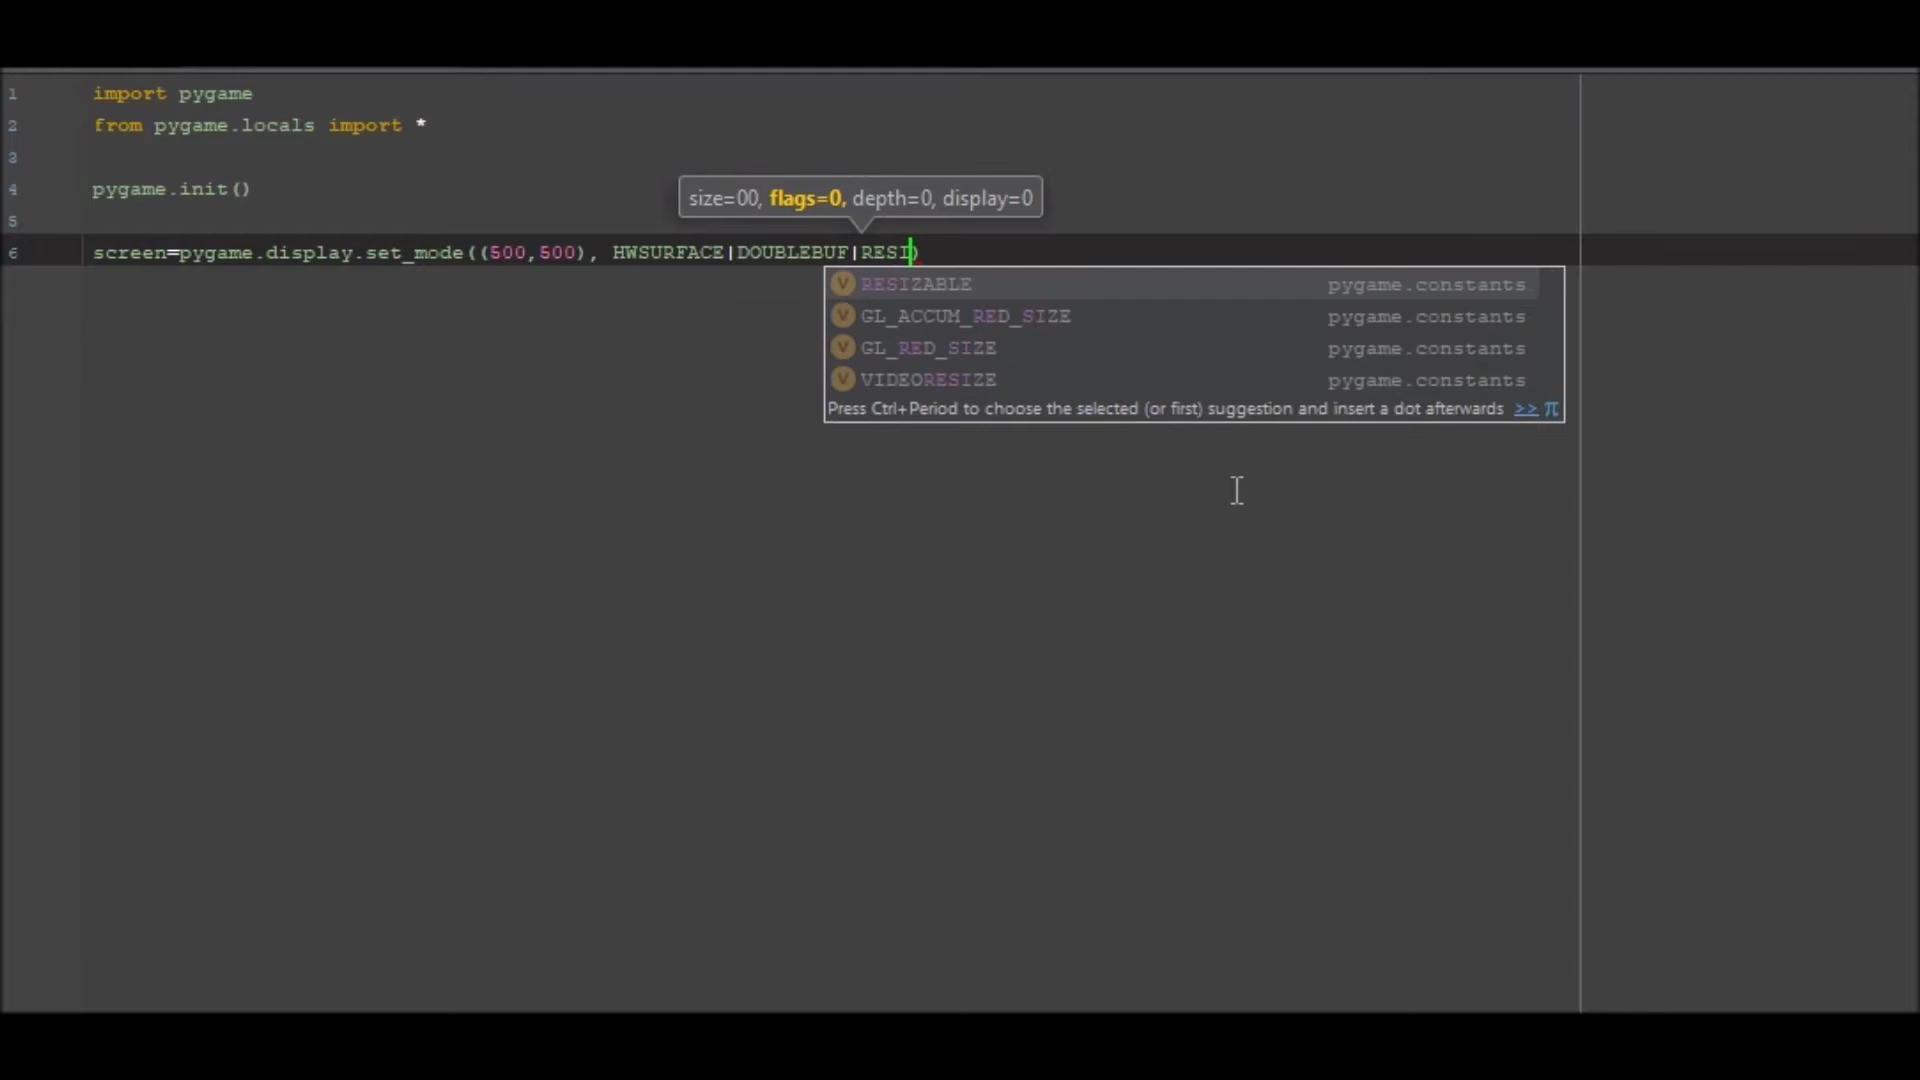 1 import pygame
2 from pygame.locals import *
3
4 pygame.init()
size=00, flags=0, depth=0, display=0
5
6 screen=pygame.display.set_mode((500,500), HWSURFACE|DOUBLEBUF|RESI)
V RESIZABLE pygame.constants
V GL_ACCUM_RED_SIZE pygame.constants
V GL_RED_SIZE pygame.constants
V VIDEORESIZE pygame.constants
Press Ctrl+Period to choose the selected (or first) suggestion and insert a dot afterwards >> π